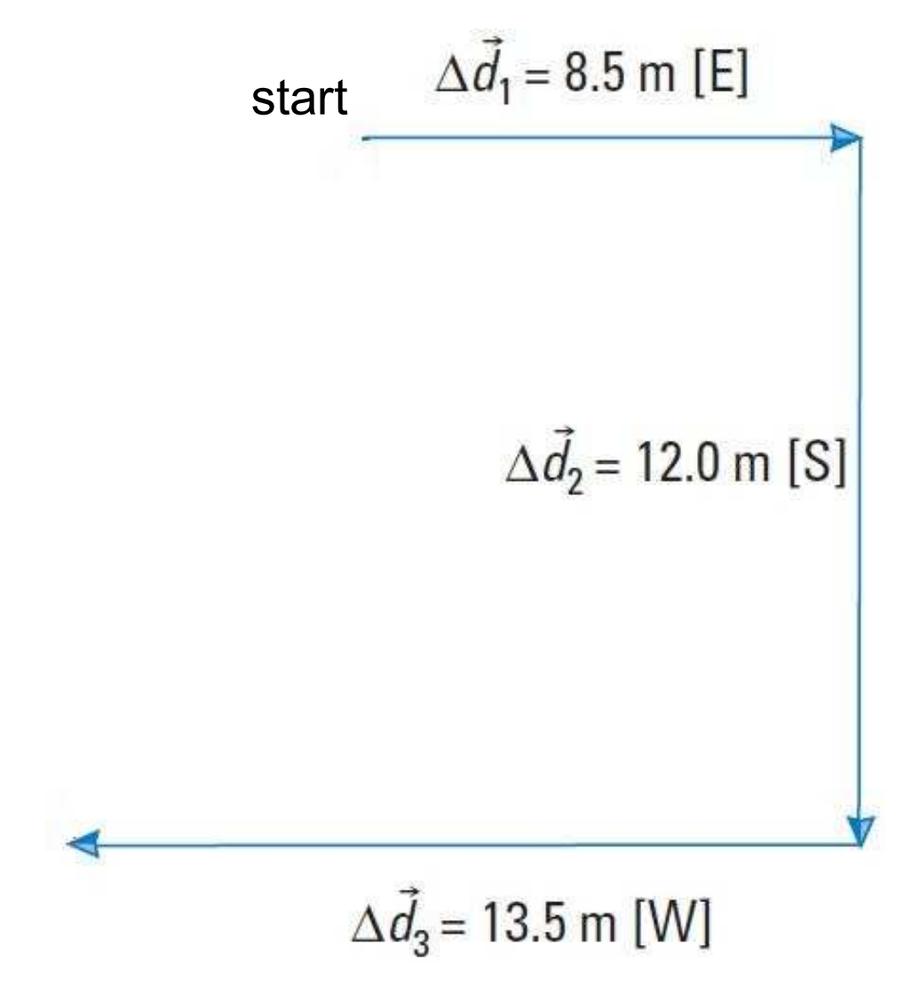 start
Δd⃗₁ = 8.5 m [E]
Δd⃗₂ = 12.0 m [S]
Δd⃗₃ = 13.5 m [W]